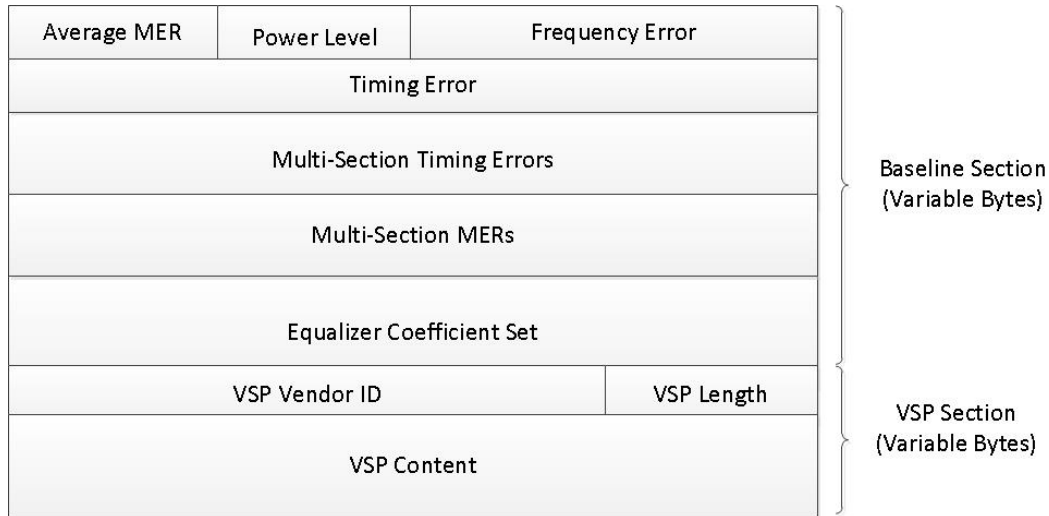 Average MER
Power Level
Frequency Error
Timing Error
Multi-Section Timing Errors
Multi-Section MERs
Equalizer Coefficient Set
Baseline Section
(Variable Bytes)
VSP Vendor ID
VSP Length
VSP Content
VSP Section
(Variable Bytes)